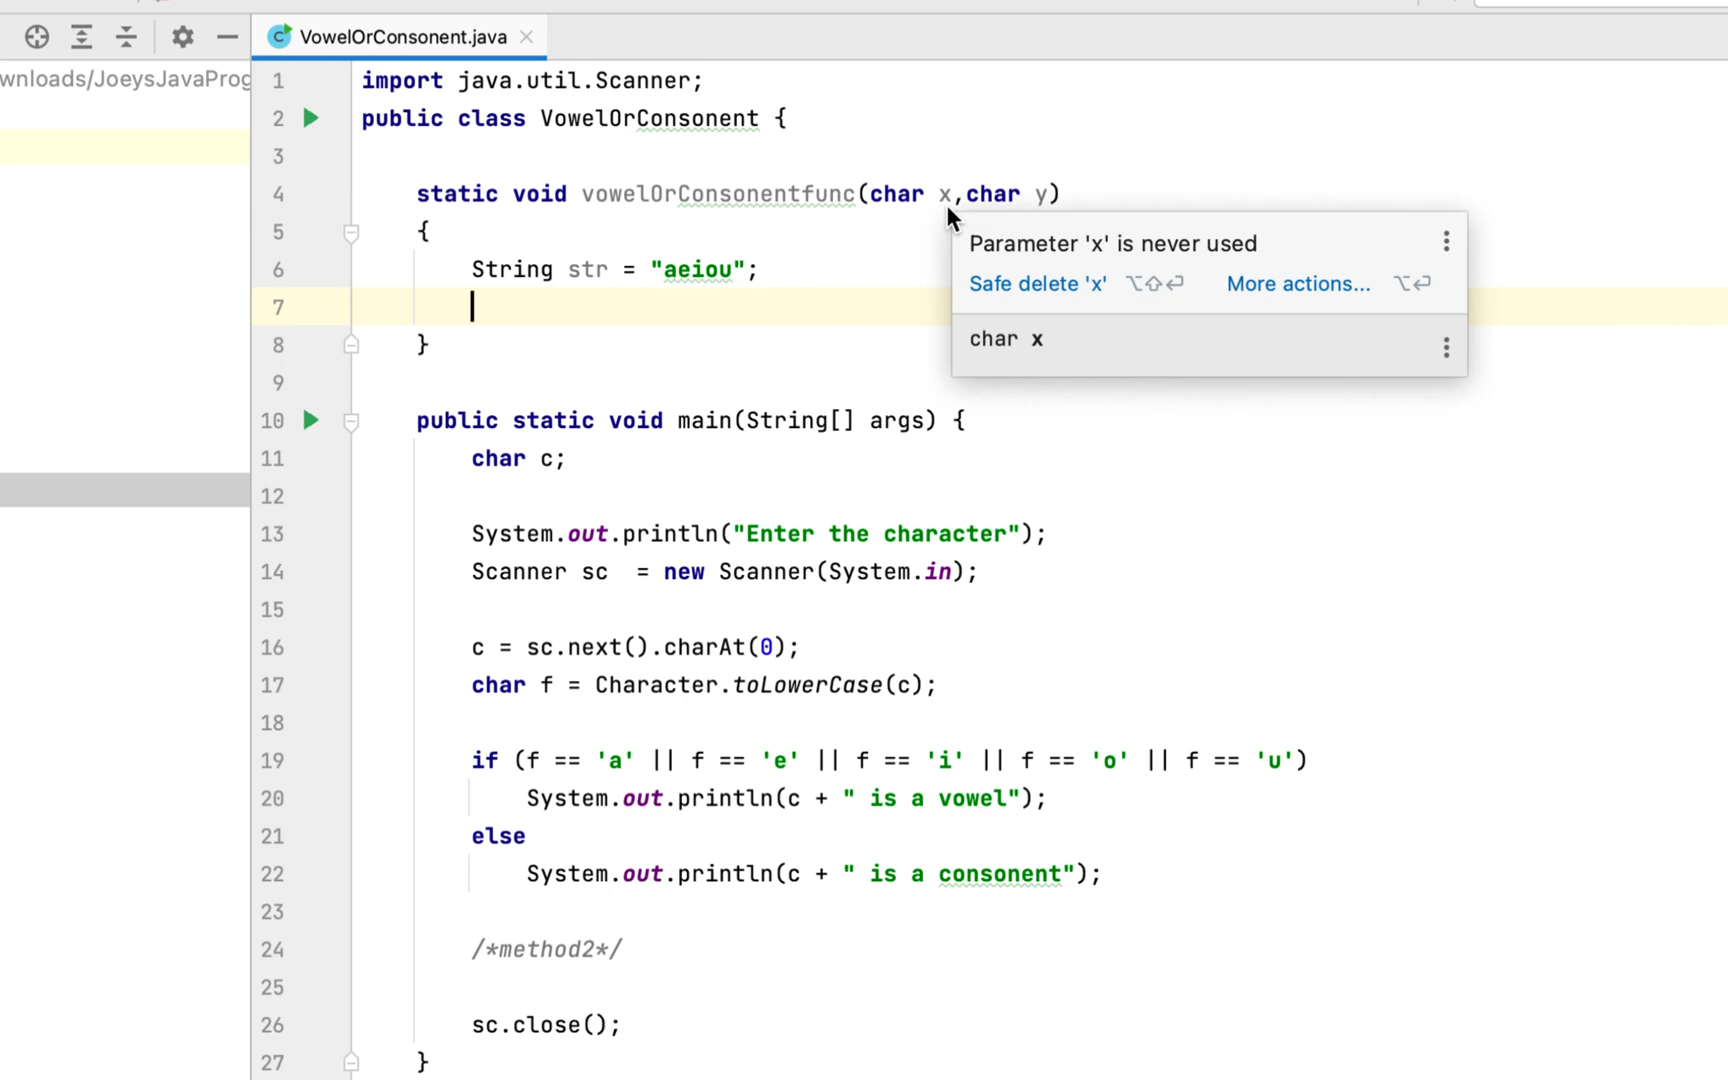 VowelOrConsonent.java
wnloads/JoeysJavaProg
1 import java.util.Scanner;
2 public class VowelOrConsonent {
3
4 static void vowelOrConsonentfunc(char x,char y)
5 {
6 String str = "aeiou";
7
8 }
9
10 public static void main(String[] args) {
11 char c;
12
13 System.out.println("Enter the character");
14 Scanner sc  = new Scanner(System.in);
15
16 c = sc.next().charAt(0);
17 char f = Character.toLowerCase(c);
18
19 if (f == 'a' || f == 'e' || f == 'i' || f == 'o' || f == 'u')
20 System.out.println(c + " is a vowel");
21 else
22 System.out.println(c + " is a consonent");
23
24 /*method2*/
25
26 sc.close();
27 }
Parameter 'x' is never used
Safe delete 'x' ⌥⇧⏎ More actions... ⌥⏎
char x